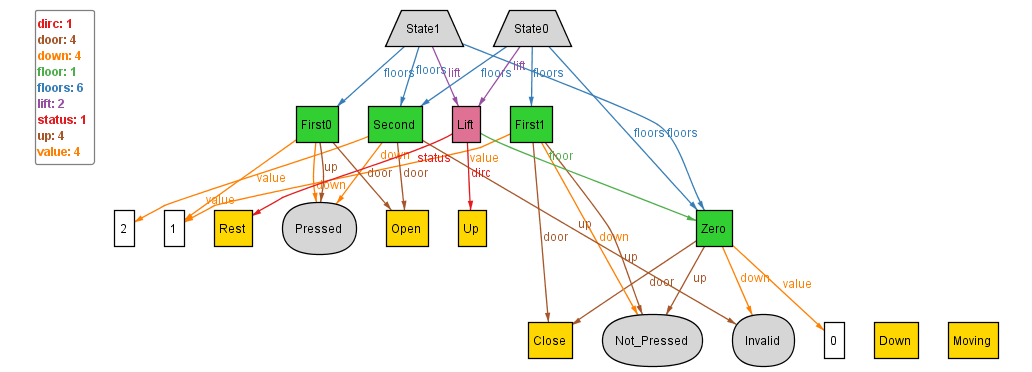 dirc: 1
door: 4
down: 4
floor: 1
floors: 6
lift: 2
status: 1
up: 4
value: 4
State1 State0
floors floors lift floors lift floors
First0 Second Lift First1
floors floors
up down status value floor
value door door dirc
down
value
2 1 Rest Pressed Open Up Zero
up
door down
up
door up down value
Close Not_Pressed Invalid 0 Down Moving